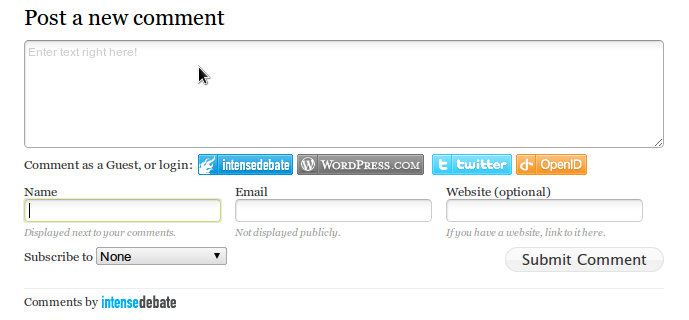 Post a new comment
Enter text right here!
Comment as a Guest, or login: intensedebate WORDPRESS.COM twitter OpenID
Name Email Website (optional)
Displayed next to your comments. Not displayed publicly. If you have a website, link to it here.
Subscribe to None Submit Comment
Comments by intensedebate